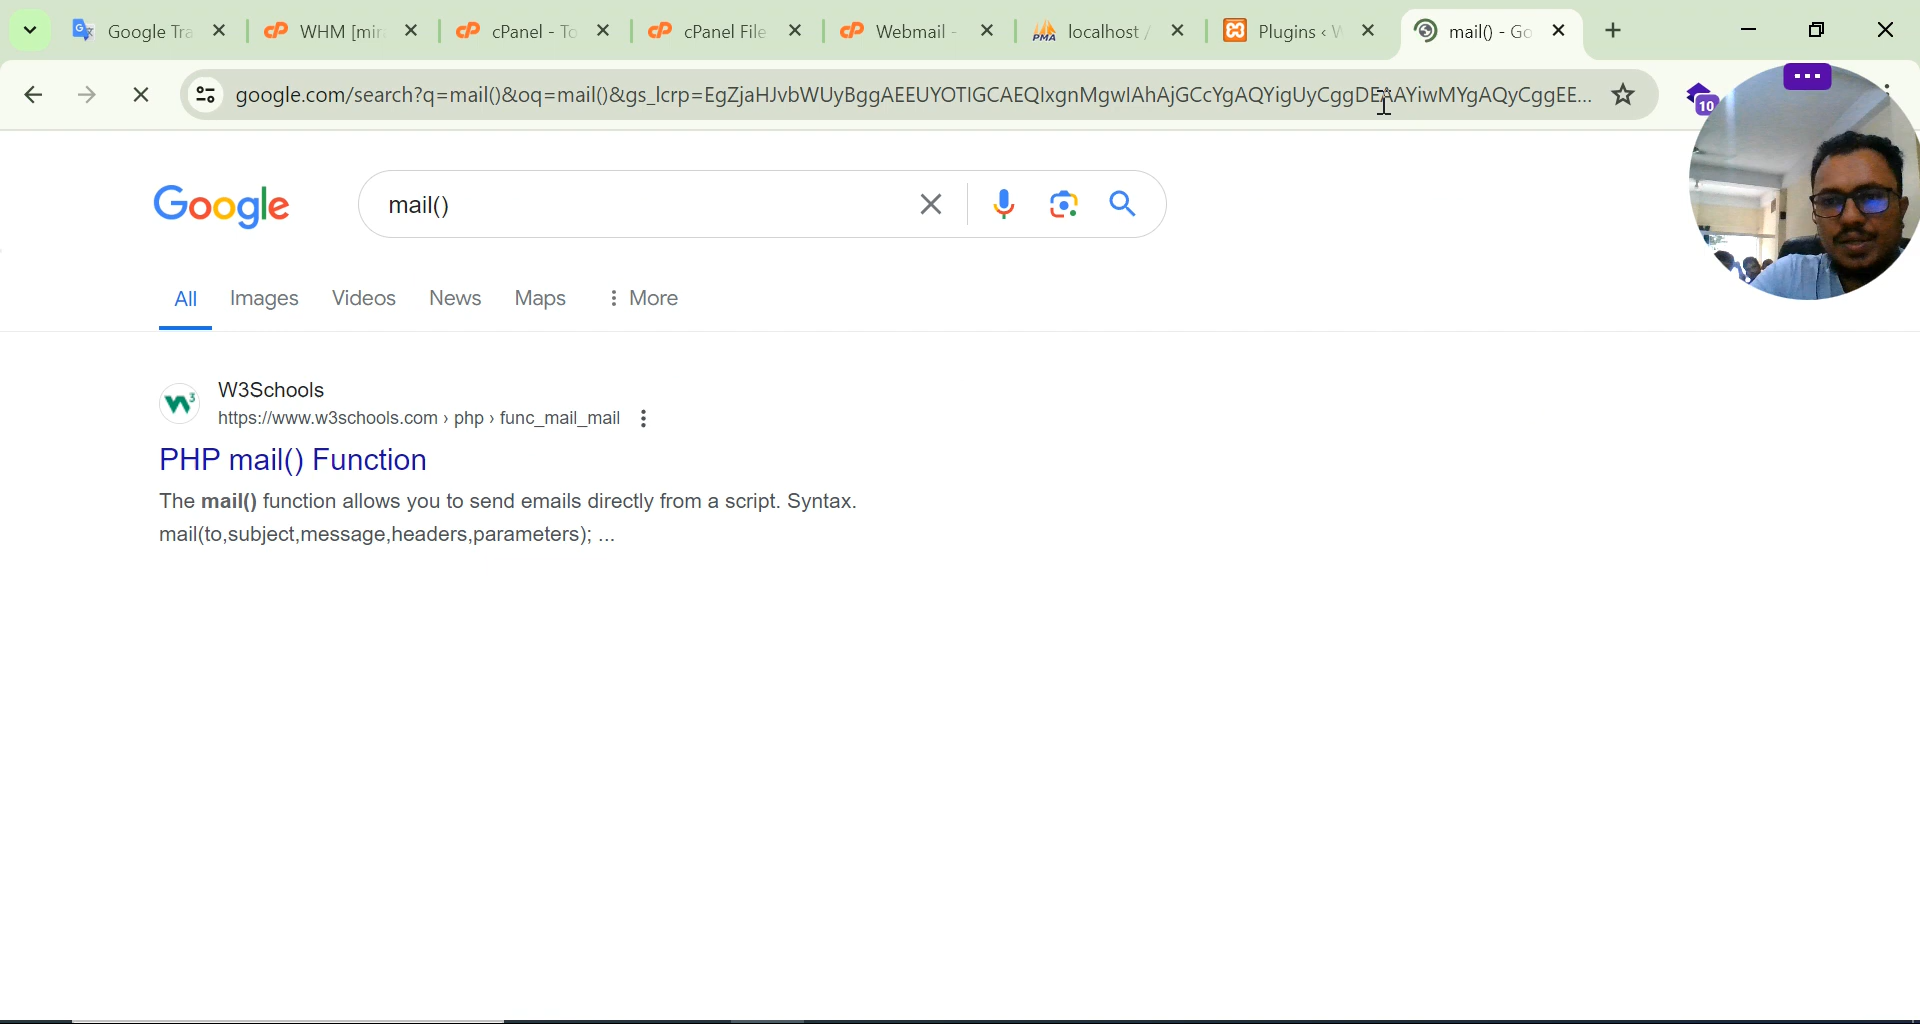 Google Tra
WHM [mir
cPanel - To
cPanel File
Webmail -
localhost /
Plugins ‹ W
mail() - Go
google.com/search?q=mail()&oq=mail()&gs_lcrp=EgZjaHJvbWUyBggAEEUYOTIGCAEQIxgnMgwIAhAjGCcYgAQYigUyCggDEAAYiwMYgAQyCggEE...
10
Google
mail()
All
Images
Videos
News
Maps
More
W3Schools
https://www.w3schools.com › php › func_mail_mail
PHP mail() Function
The mail() function allows you to send emails directly from a script. Syntax.
mail(to,subject,message,headers,parameters); ...